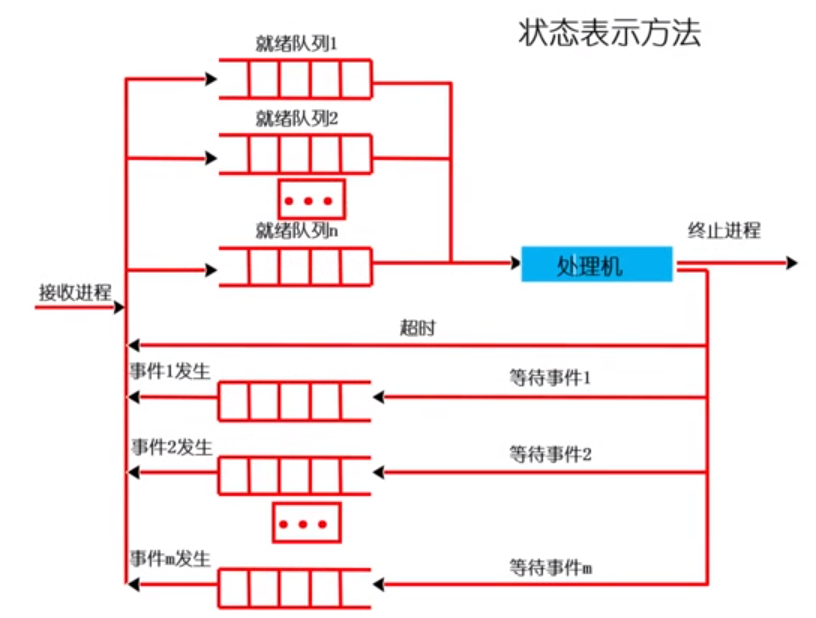 状态表示方法
就绪队列1
就绪队列2
就绪队列n
终止进程
处理机
接收进程
超时
事件1发生
等待事件1
事件2发生
等待事件2
事件m发生
等待事件m